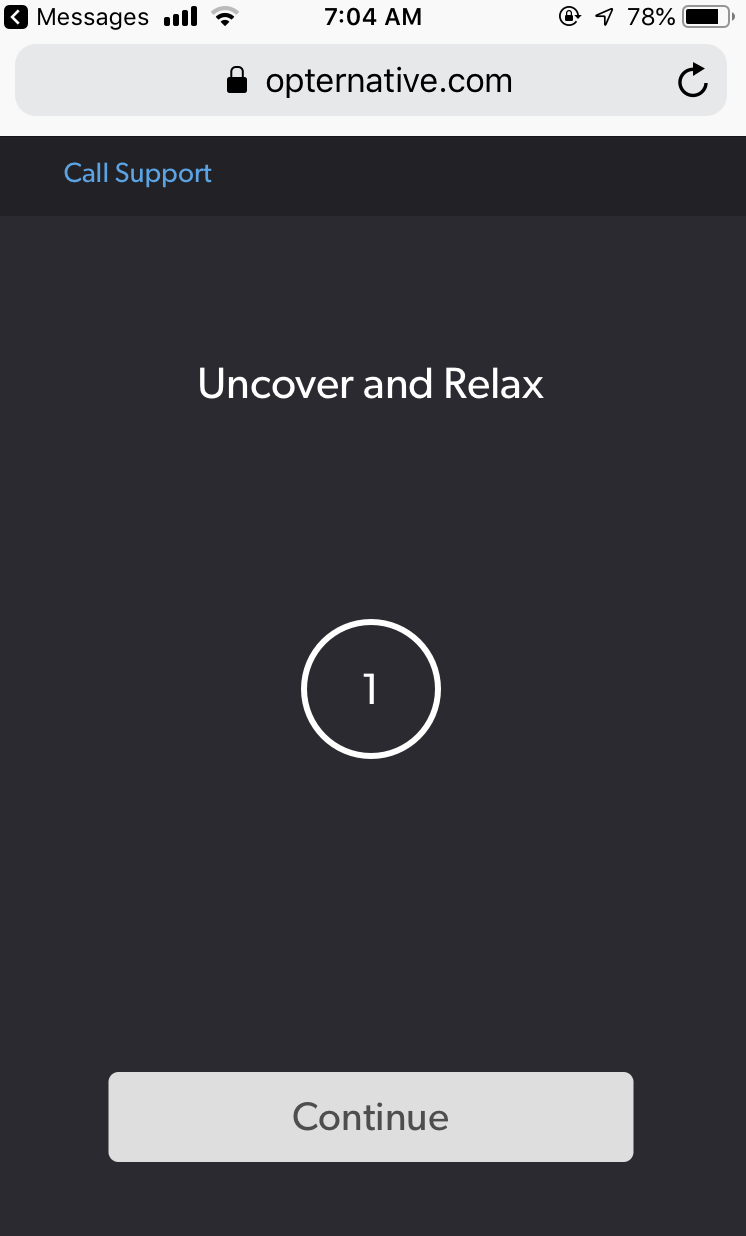 Messages 7:04 AM 78%
opternative.com
Call Support
Uncover and Relax
1
Continue